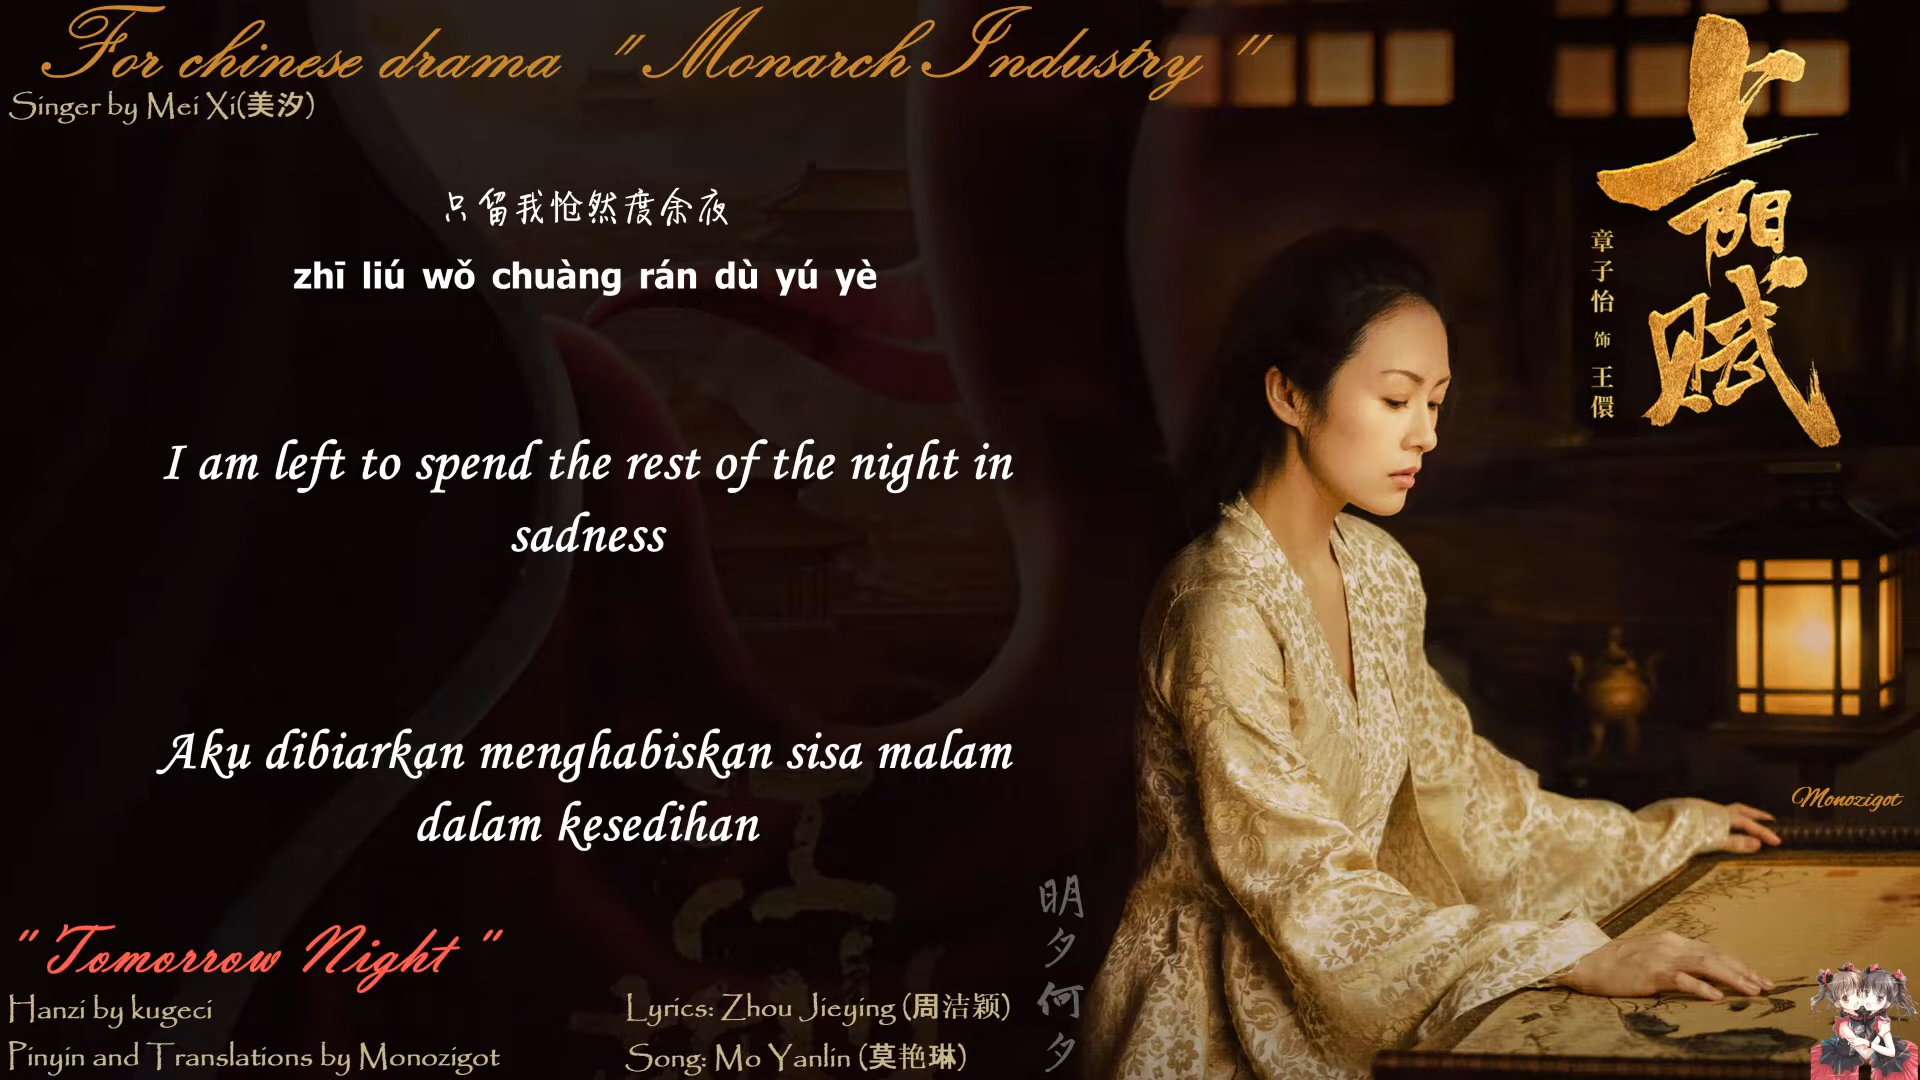 For chinese drama " Monarch Industry "
Singer by Mei Xi(美汐)
上阳赋
章子怡 饰 王儇
只留我怆然度余夜
zhī liú wǒ chuàng rán dù yú yè
I am left to spend the rest of the night in
sadness
Aku dibiarkan menghabiskan sisa malam
dalam kesedihan
Monozigot
明夕何夕
" Tomorrow Night "
Hanzi by kugeci
Pinyin and Translations by Monozigot
Lyrics: Zhou Jieying (周洁颖)
Song: Mo Yanlin (莫艳琳)